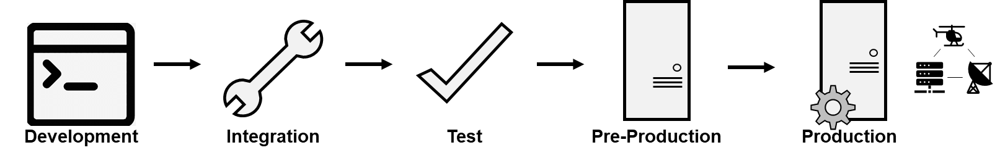 Development
Integration
Test
Pre-Production
Production